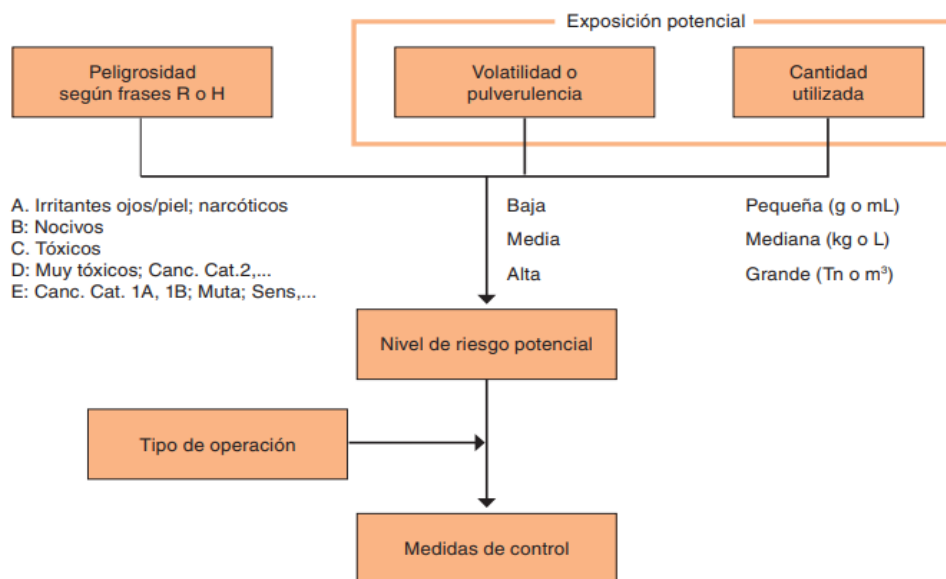 Exposición potencial
Peligrosidad
según frases R o H
Volatilidad o
pulverulencia
Cantidad
utilizada
A. Irritantes ojos/piel; narcóticos
B: Nocivos
C. Tóxicos
D: Muy tóxicos; Canc. Cat.2,...
E: Canc. Cat. 1A, 1B; Muta; Sens,...
Baja
Media
Alta
Pequeña (g o mL)
Mediana (kg o L)
Grande (Tn o m³)
Nivel de riesgo potencial
Tipo de operación
Medidas de control